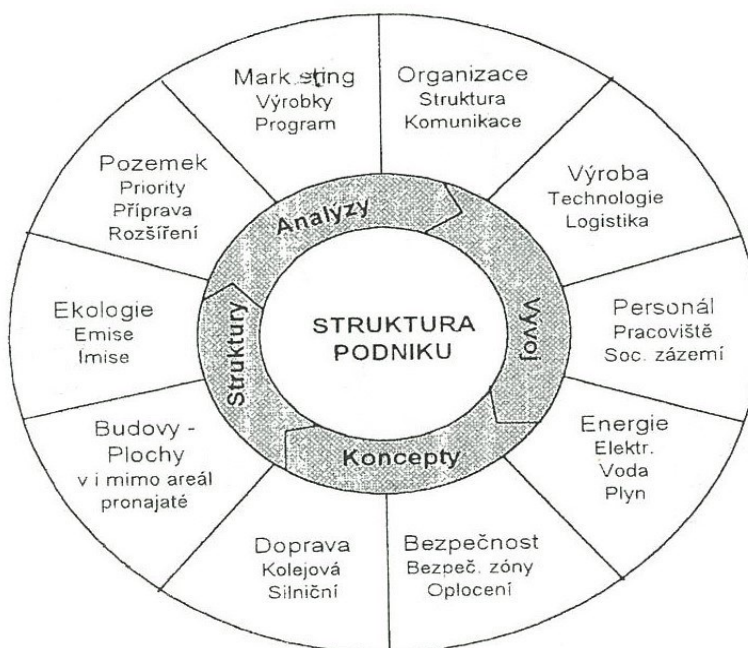 Marketing
Výrobky
Program
Organizace
Struktura
Komunikace
Výroba
Technologie
Logistika
Personál
Pracoviště
Soc. zázemí
Energie
Elektr.
Voda
Plyn
Bezpečnost
Bezpeč. zóny
Oplocení
Doprava
Kolejová
Silniční
Budovy -
Plochy
v i mimo areál
pronajaté
Ekologie
Emise
Imise
Pozemek
Priority
Příprava
Rozšíření
Analýzy
Vývoj
Koncepty
Struktury
STRUKTURA
PODNIKU